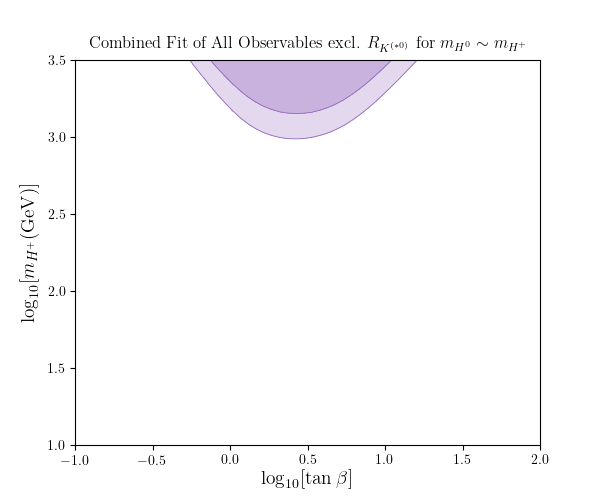 Combined Fit of All Observables excl. $R_{K^{(*0)}}$ for $m_{H^0} \sim m_{H^+}$
3.5
3.0
2.5
2.0
1.5
1.0
$\log_{10}[m_{H^+}(\mathrm{GeV})]$
−1.0 −0.5 0.0 0.5 1.0 1.5 2.0
$\log_{10}[\tan\beta]$